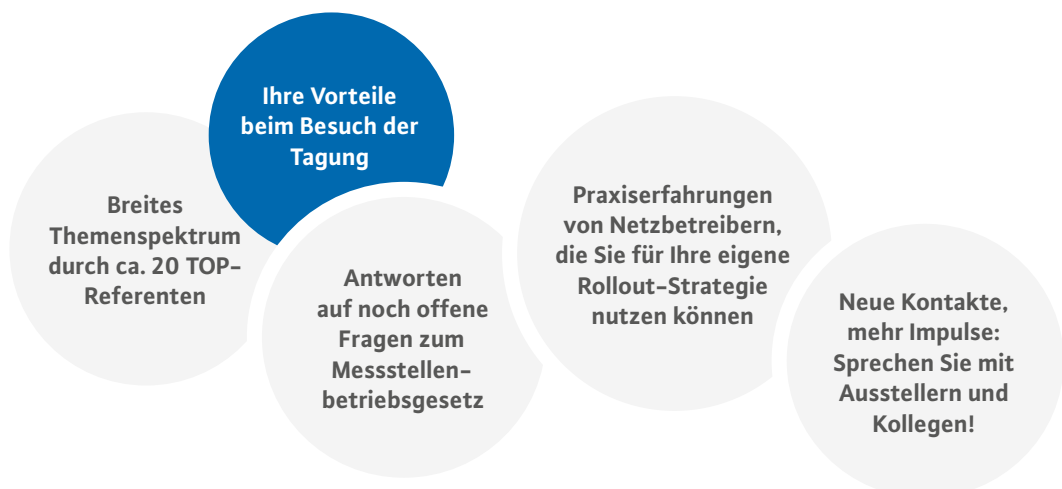 Ihre Vorteile
beim Besuch der
Tagung
Breites
Themenspektrum
durch ca. 20 TOP-
Referenten
Antworten
auf noch offene
Fragen zum
Messstellen-
betriebsgesetz
Praxiserfahrungen
von Netzbetreibern,
die Sie für Ihre eigene
Rollout-Strategie
nutzen können
Neue Kontakte,
mehr Impulse:
Sprechen Sie mit
Ausstellern und
Kollegen!